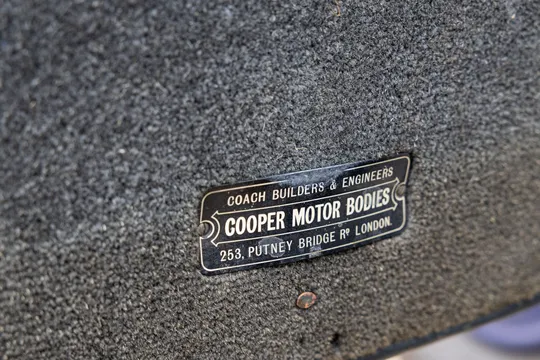 COACH BUILDERS & ENGINEERS
COOPER MOTOR BODIES
253, PUTNEY BRIDGE Rᴰ LONDON.